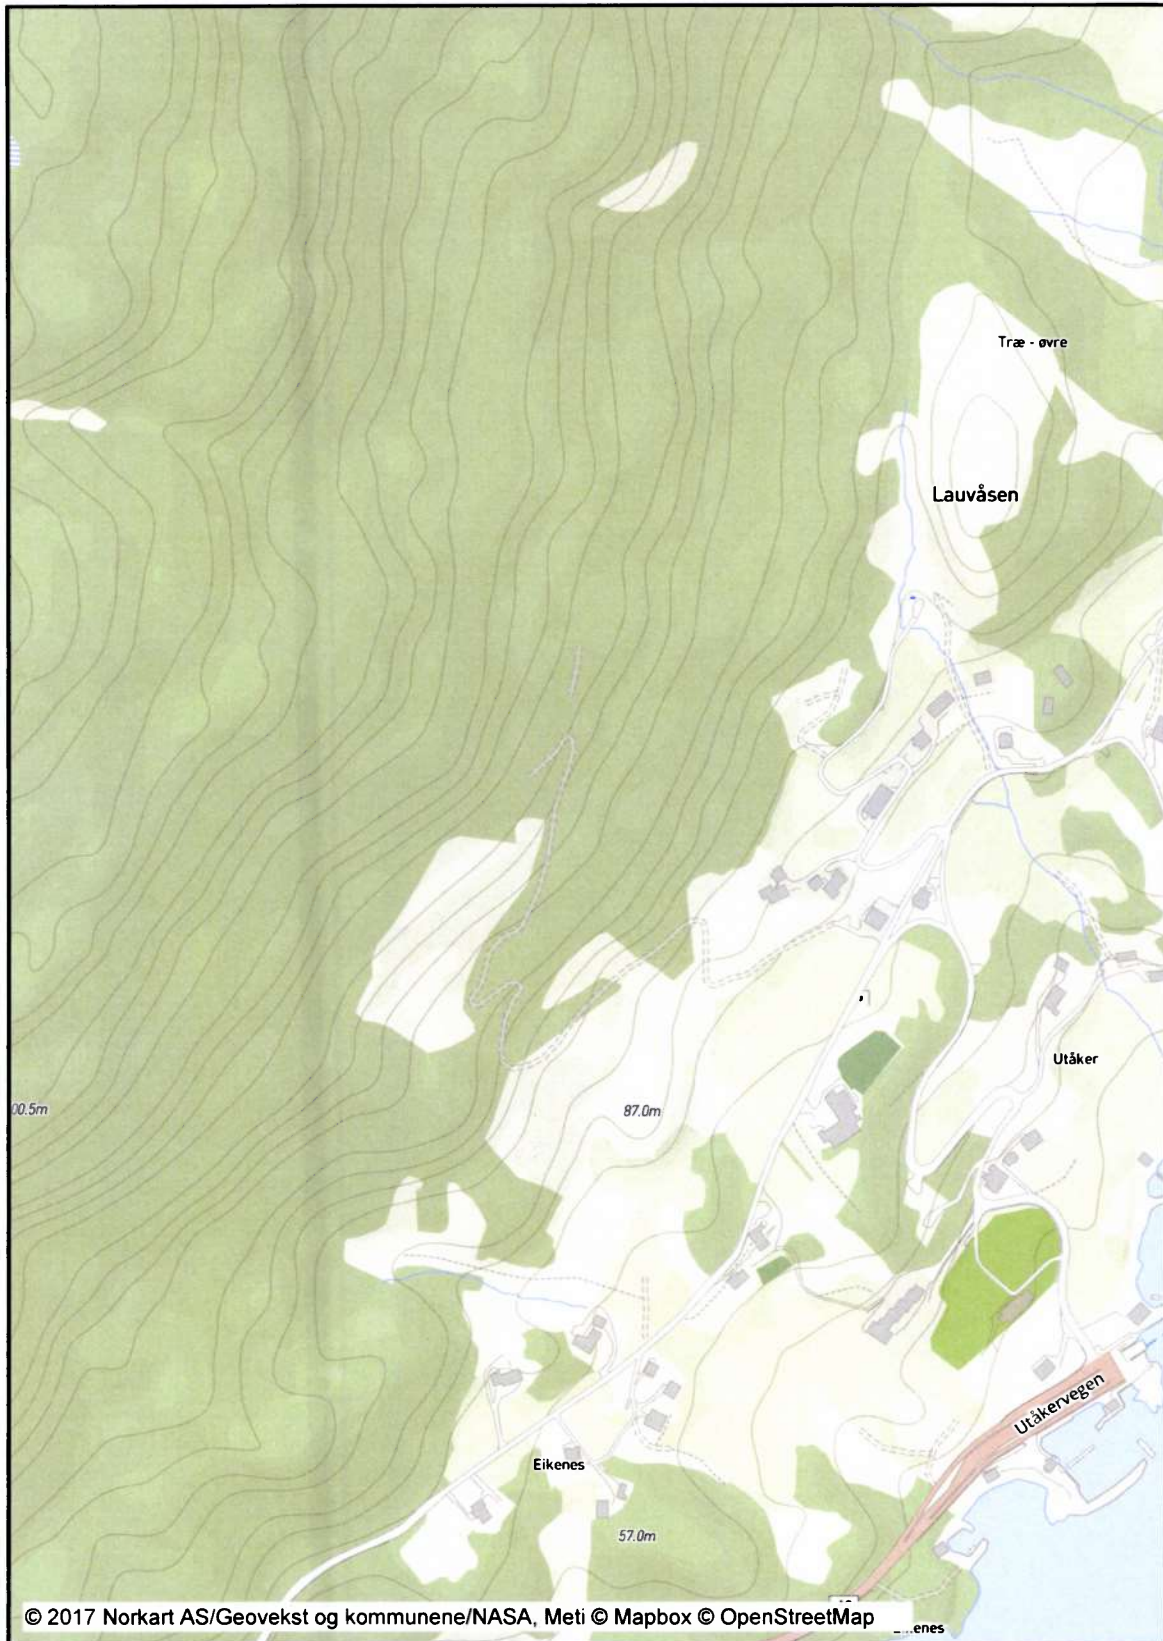 Træ - øvre
Lauvåsen
Utåker
00.5m
87.0m
Utåkervegen
Eikenes
57.0m
© 2017 Norkart AS/Geovekst og kommunene/NASA, Meti © Mapbox © OpenStreetMap
enes